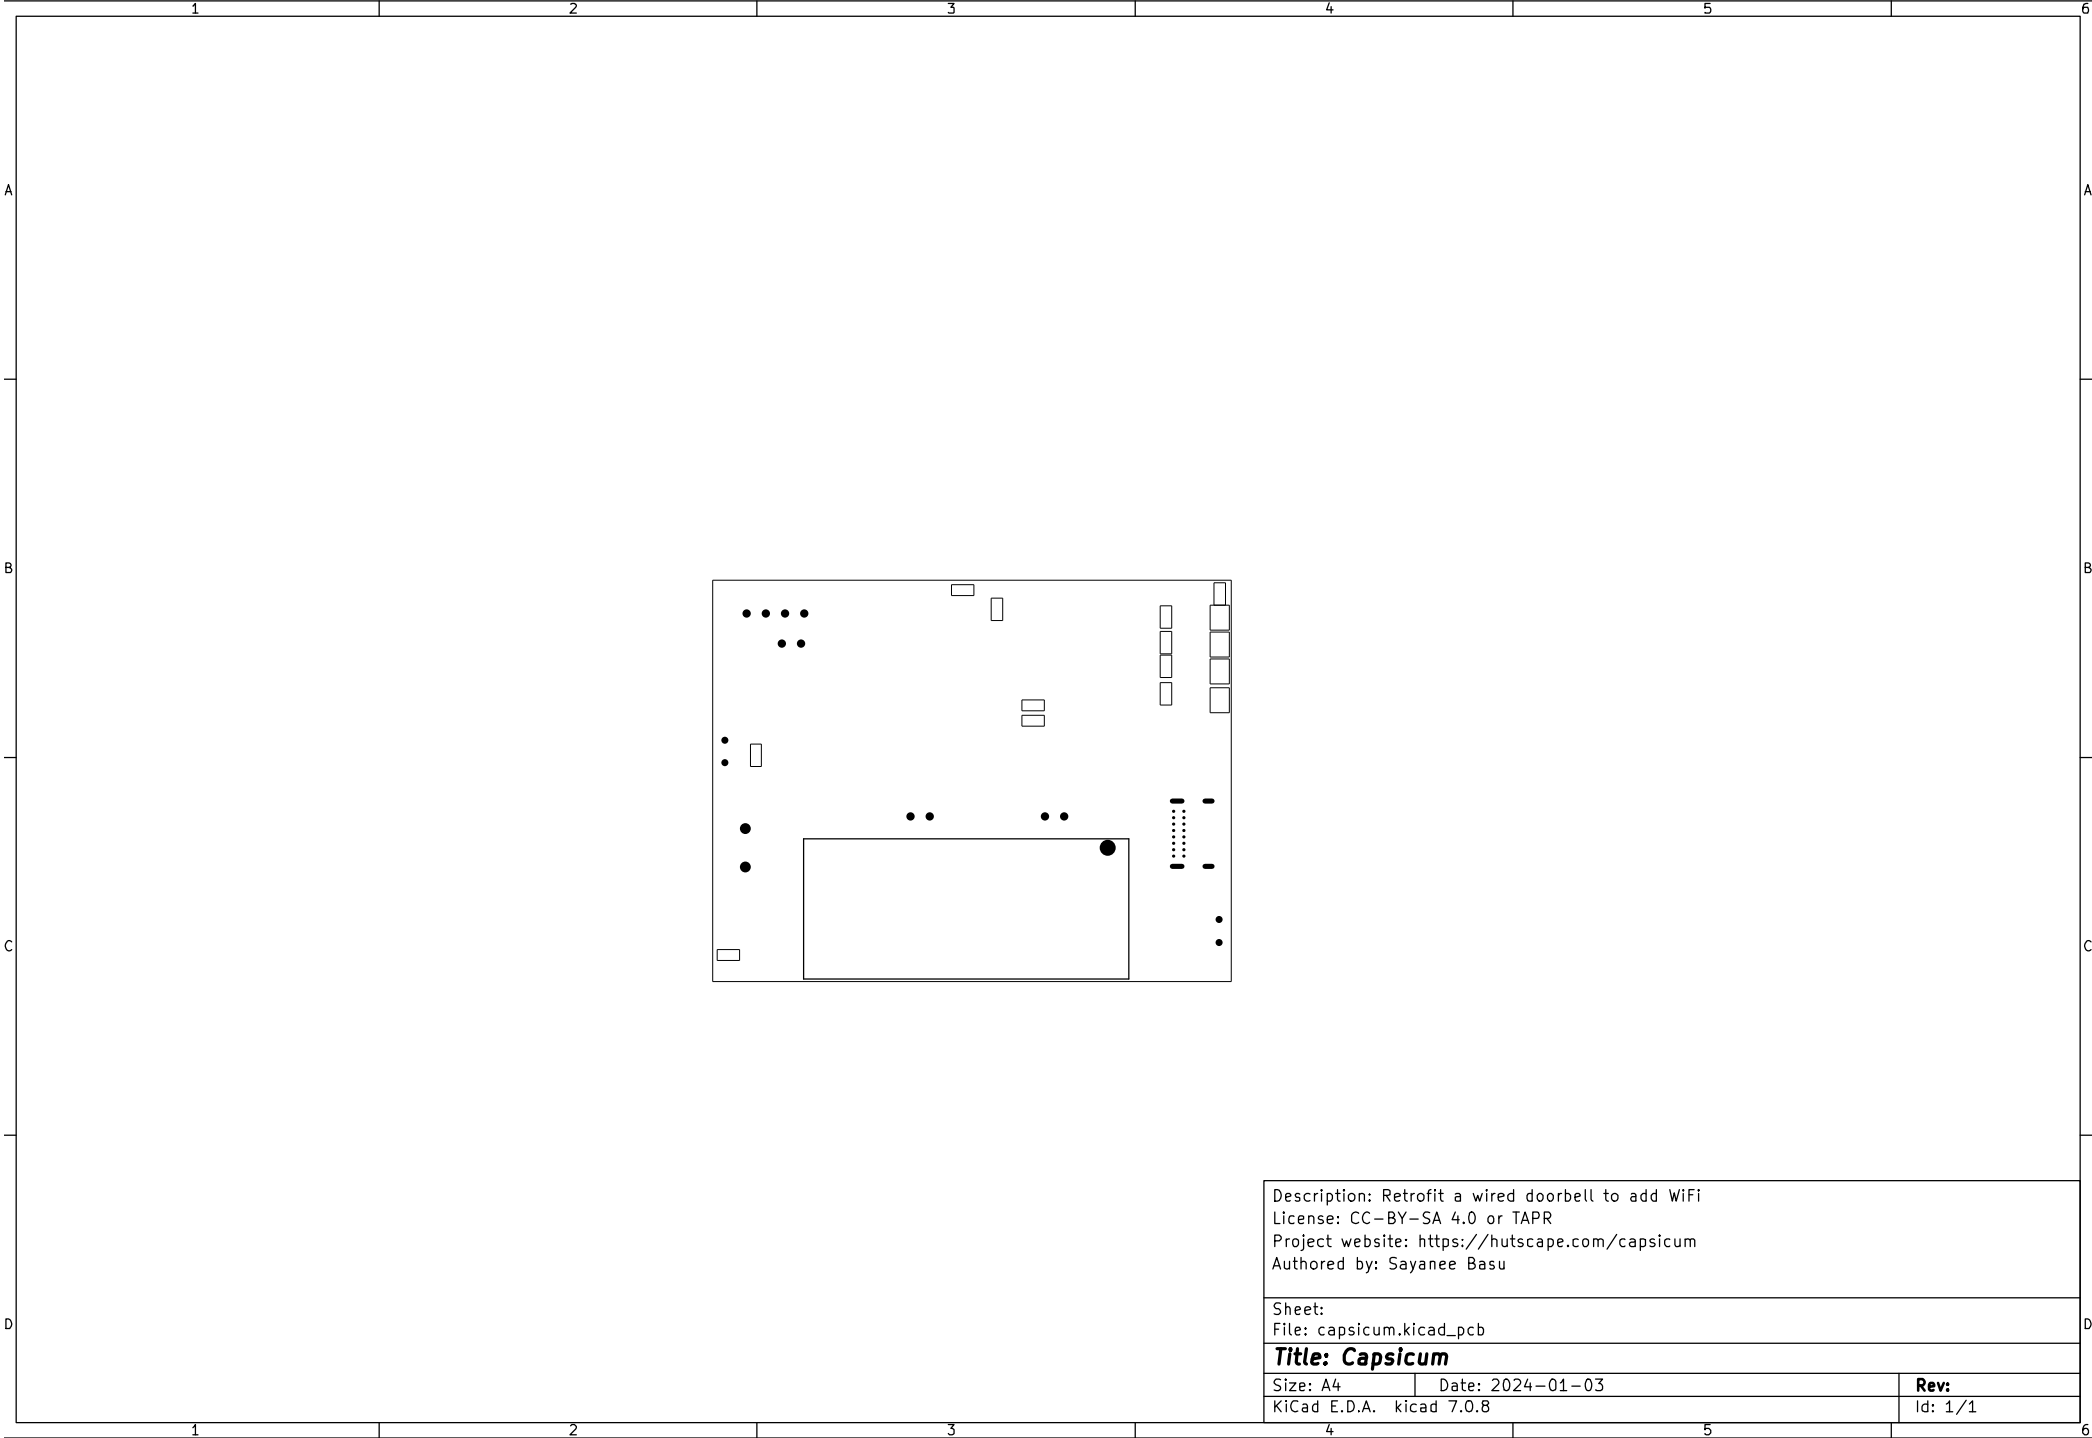 1 2 3 4 5 6
A A
B B
C C
Description: Retrofit a wired doorbell to add WiFi
License: CC-BY-SA 4.0 or TAPR
Project website: https://hutscape.com/capsicum
Authored by: Sayanee Basu
Sheet:
D D
File: capsicum.kicad_pcb
Title: Capsicum
Size: A4 Date: 2024-01-03 Rev:
KiCad E.D.A. kicad 7.0.8 Id: 1/1
1 2 3 4 5 6